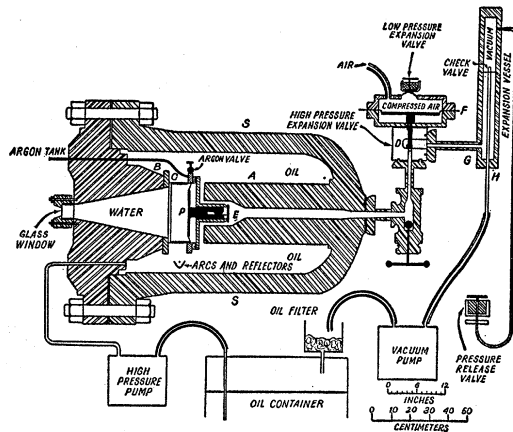 LOW PRESSURE
EXPANSION
VALVE
AIR
COMPRESSED AIR
F
HIGH PRESSURE
EXPANSION VALVE
D
G
H
CHECK
VALVE
VACUUM
EXPANSION VESSEL
S
ARGON TANK
ARGON VALVE
B
O
A
OIL
WATER
P
E
GLASS
WINDOW
ARCS AND REFLECTORS
OIL
S
OIL FILTER
HIGH
PRESSURE
PUMP
OIL CONTAINER
VACUUM
PUMP
PRESSURE
RELEASE
VALVE
0 6 12
INCHES
0 10 20 30 40 50
CENTIMETERS